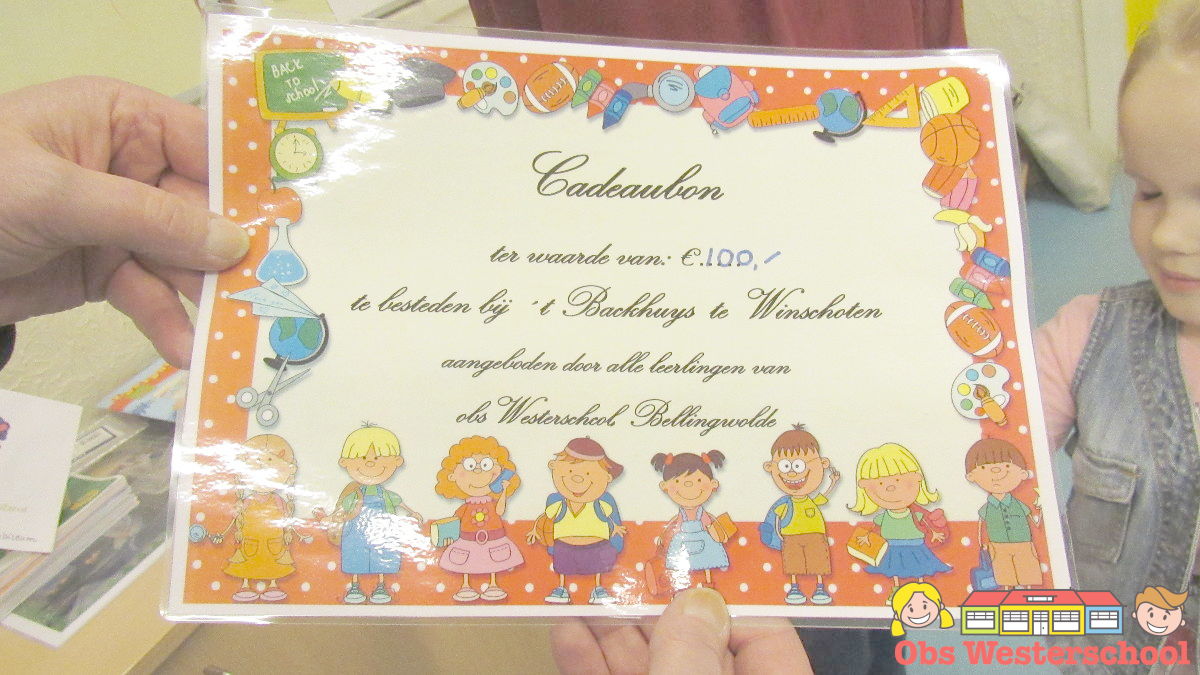 BACK
TO
school
Cadeaubon
ter waarde van: €.100,-
te besteden bij 't Backhuys te Winschoten
aangeboden door alle leerlingen van
obs Westerschool, Bellingwolde
Obs Westerschool